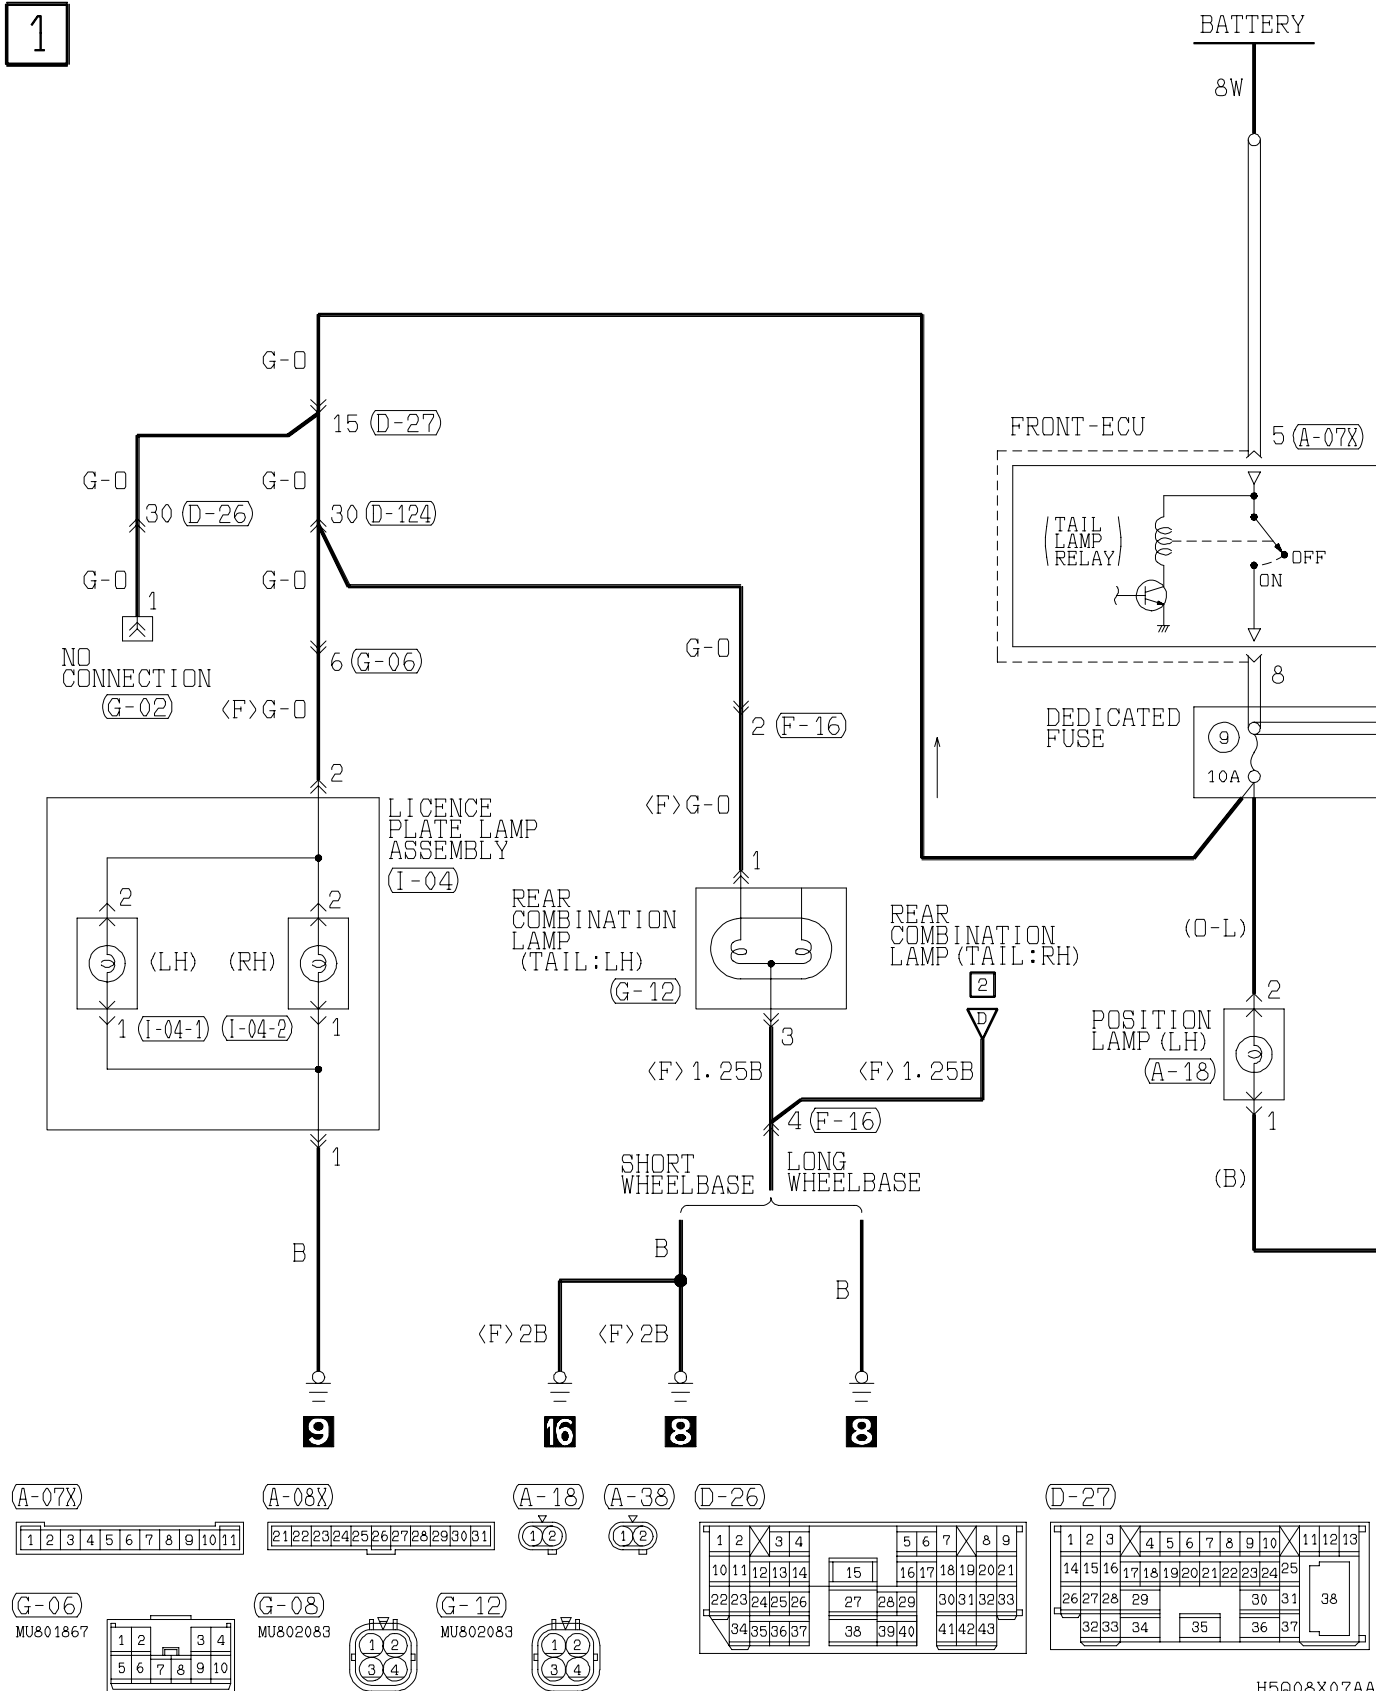 1
BATTERY
8W
G-O
15 (D-27)
FRONT-ECU
5 (A-07X)
G-O
G-O
30 (D-26)
30 (D-124)
(TAIL
LAMP
RELAY)
OFF
ON
G-O
G-O
1
NO
CONNECTION
(G-02)
6 (G-06)
G-O
8
<F>G-O
2 (F-16)
DEDICATED
FUSE
9
10A
2
<F>G-O
LICENCE
PLATE LAMP
ASSEMBLY
(I-04)
1
2
2
REAR
COMBINATION
LAMP
(TAIL:LH)
(G-12)
REAR
COMBINATION
LAMP(TAIL:RH)
2
D
(O-L)
(LH)
(RH)
2
1
(I-04-1)
(I-04-2)
1
3
POSITION
LAMP(LH)
(A-18)
<F>1.25B
<F>1.25B
4 (F-16)
1
1
SHORT
WHEELBASE
LONG
WHEELBASE
(B)
B
B
B
<F>2B
<F>2B
9
16
8
8
(A-07X)
(A-08X)
(A-18)
(A-38)
(D-26)
(D-27)
1 2 3 4 5 6 7 8 9 10 11
21 22 23 24 25 26 27 28 29 30 31
1 2
1 2
1 2 3 4 5 6 7 8 9
10 11 12 13 14 15 16 17 18 19 20 21
22 23 24 25 26 27 28 29 30 31 32 33
34 35 36 37 38 39 40 41 42 43
1 2 3 4 5 6 7 8 9 10 11 12 13
14 15 16 17 18 19 20 21 22 23 24 25
26 27 28 29 30 31 38
32 33 34 35 36 37
(G-06)
MU801867
1 2 3 4
5 6 7 8 9 10
(G-08)
MU802083
1 2
3 4
(G-12)
MU802083
1 2
3 4
H5Q08X07AA